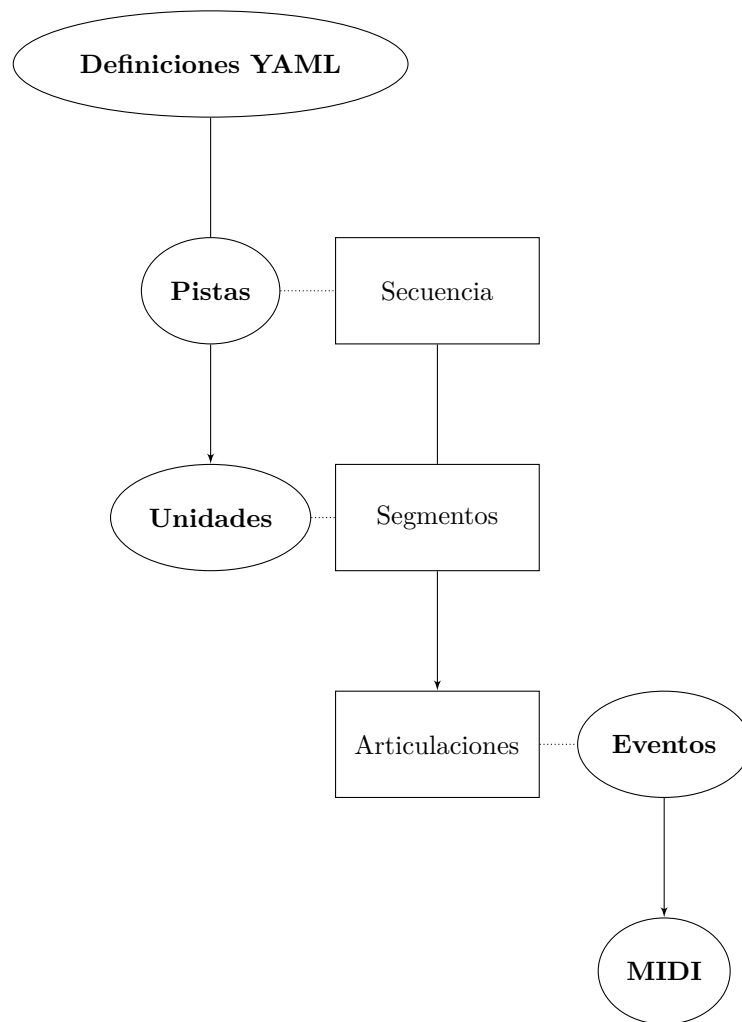 Definiciones YAML
Pistas
Secuencia
Unidades
Segmentos
Articulaciones
Eventos
MIDI